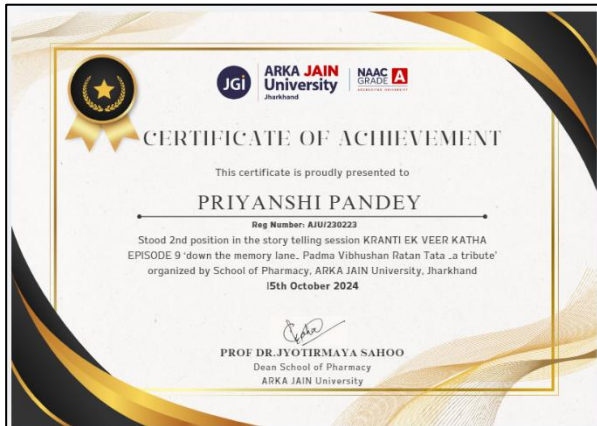 JGi
ARKA JAIN
University
Jharkhand
NAAC
GRADE A
ACCREDITED UNIVERSITY
CERTIFICATE OF ACHIEVEMENT
This certificate is proudly presented to
PRIYANSHI PANDEY
Reg Number: AJU/230223
Stood 2nd position in the story telling session KRANTI EK VEER KATHA
EPISODE 9 'down the memory lane_ Padma Vibhushan Ratan Tata _a tribute'
organized by School of Pharmacy, ARKA JAIN University, Jharkhand
15th October 2024
PROF DR.JYOTIRMAYA SAHOO
Dean School of Pharmacy
ARKA JAIN University